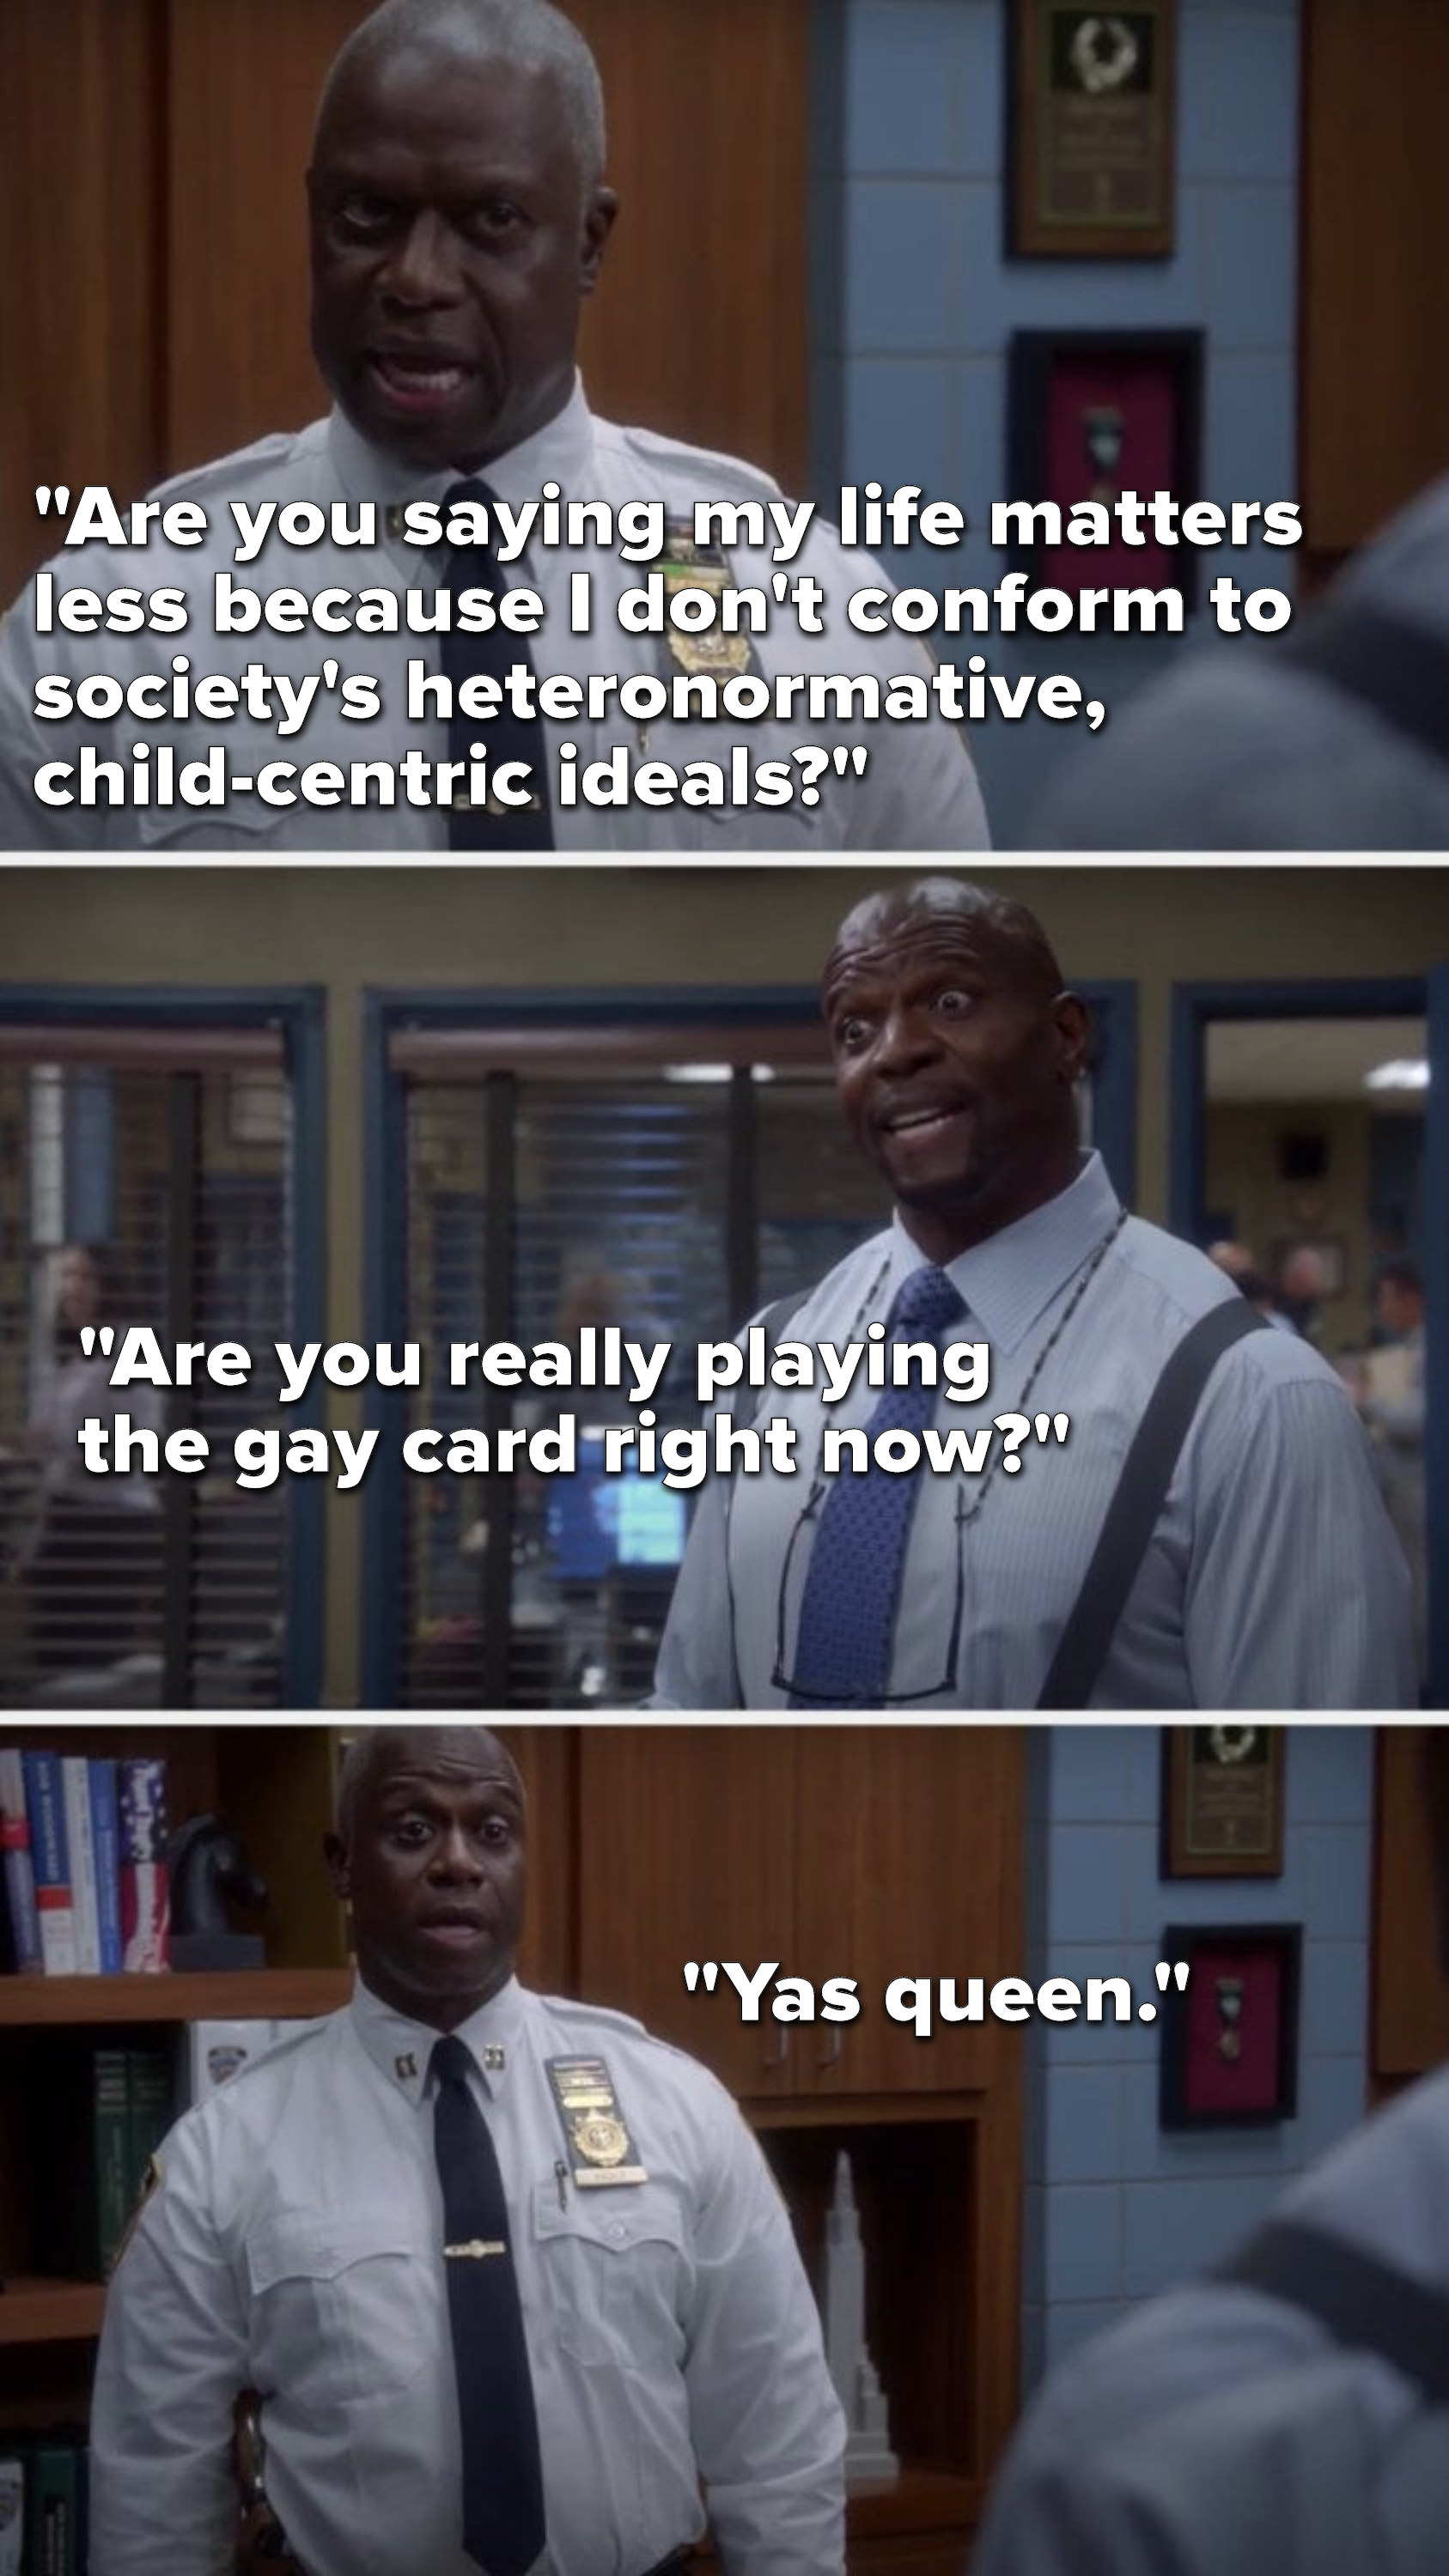 "Are you saying my life matters
less because I don't conform to
society's heteronormative,
child-centric ideals?"
"Are you really playing
the gay card right now?"
"Yas queen."